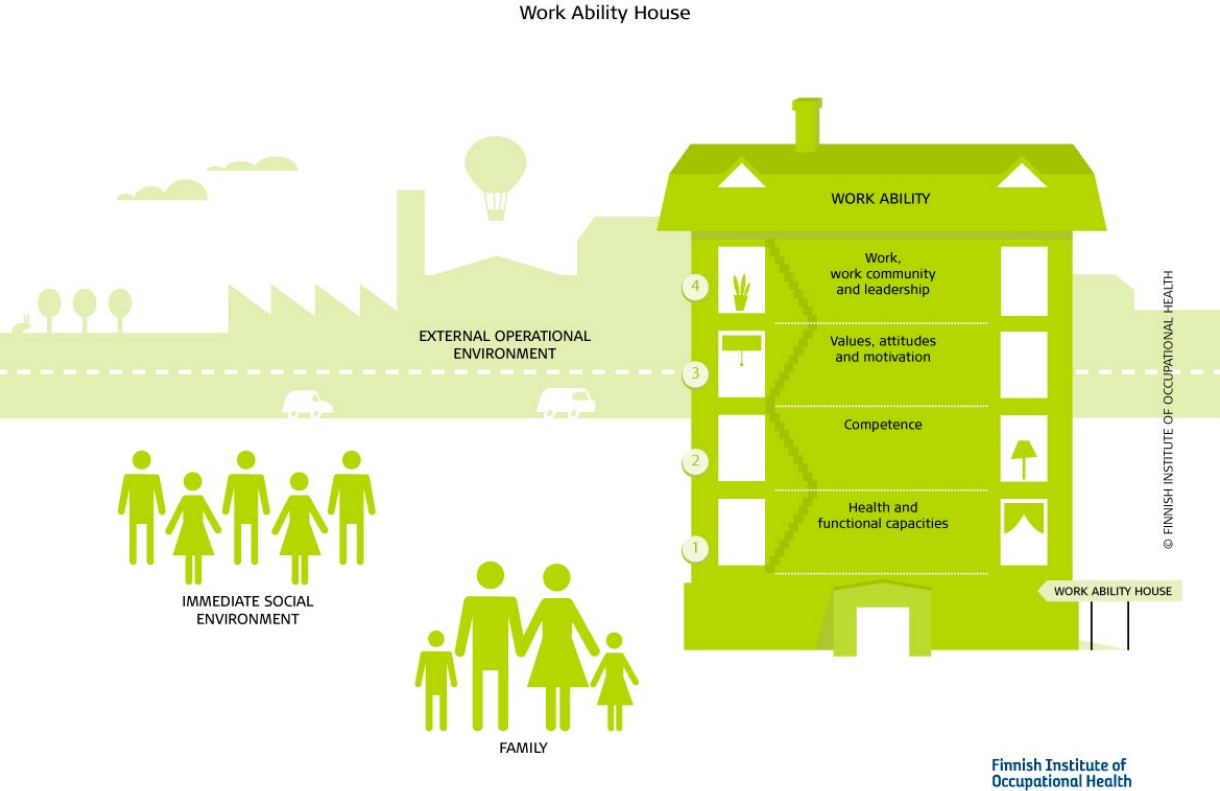 Work Ability House
WORK ABILITY
4
Work,
work community
and leadership
3
Values, attitudes
and motivation
2
Competence
1
Health and
functional capacities
EXTERNAL OPERATIONAL
ENVIRONMENT
IMMEDIATE SOCIAL
ENVIRONMENT
FAMILY
WORK ABILITY HOUSE
© FINNISH INSTITUTE OF OCCUPATIONAL HEALTH
Finnish Institute of
Occupational Health